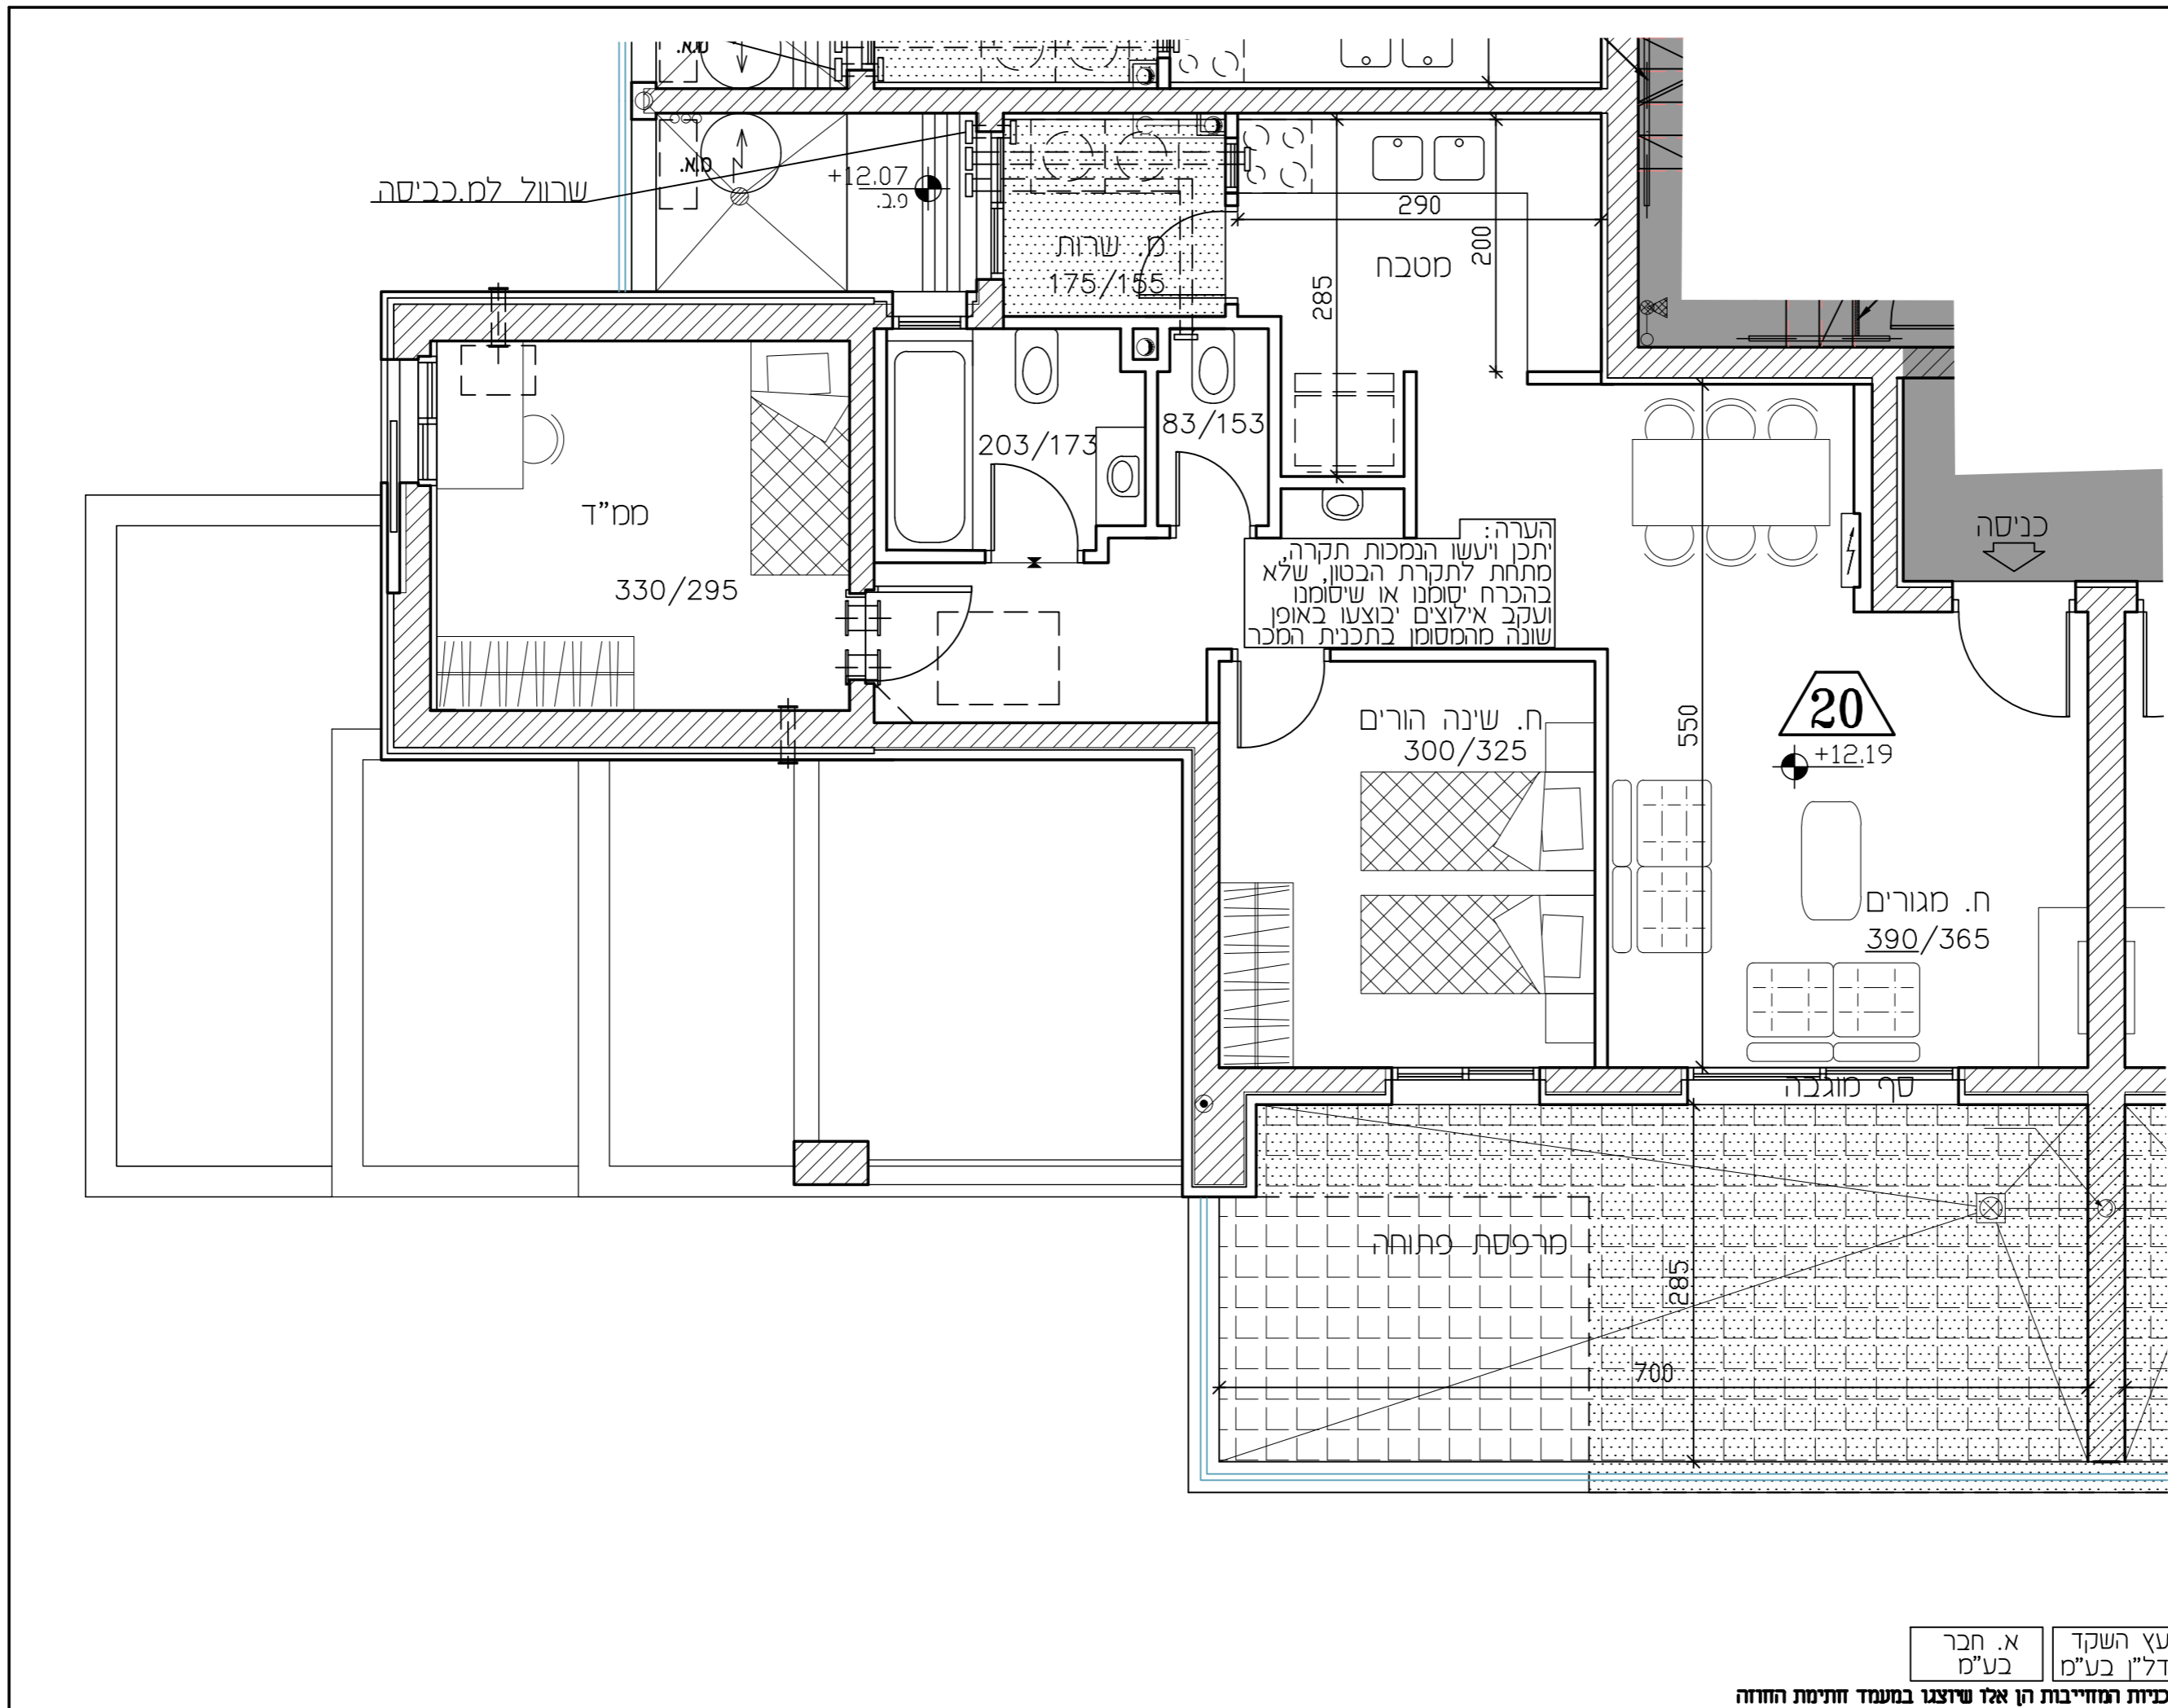 מ.א.
מ.א.
+12.07
פ.ב.
שרוול למ.כביסה
מ. שרות
175/155
290
מטבח
200
285
203/173
83/153
ממ"ד
330/295
כניסה
הערה:
יתכן ויעשו הנמכות תקרה,
מתחת לתקרת הבטון, שלא
בהכרח יסומנו או שיסומנו
ועקב אילוצים יבוצעו באופן
שונה מהמסומן בתכנית המכר
ח. שינה הורים
300/325
550
20
+12.19
ח. מגורים
390/365
סף מוגבה
מרפסת פתוחה
285
700
עץ השקד
דל"ן בע"מ
א. חבר
בע"מ
כניות המחייבות הן אלו שיוצגו במעמד חתימת החוזה